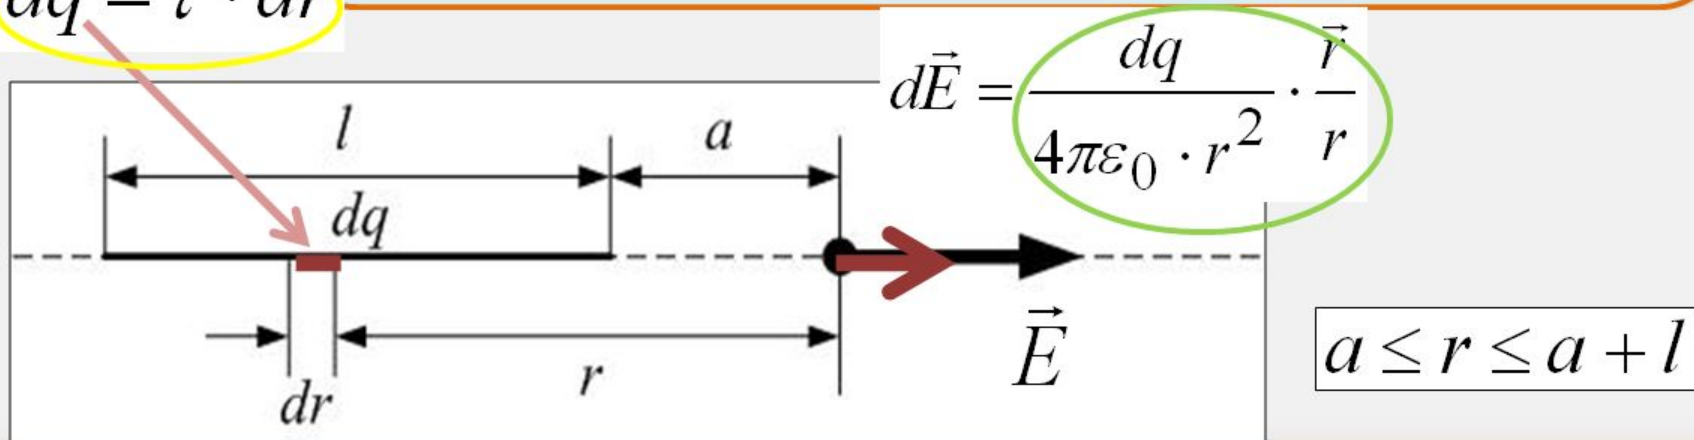 dq = τ · dr
dE⃗ = dq / (4πε₀ · r²) · r⃗ / r
l
a
dq
E⃗
a ≤ r ≤ a + l
r
dr